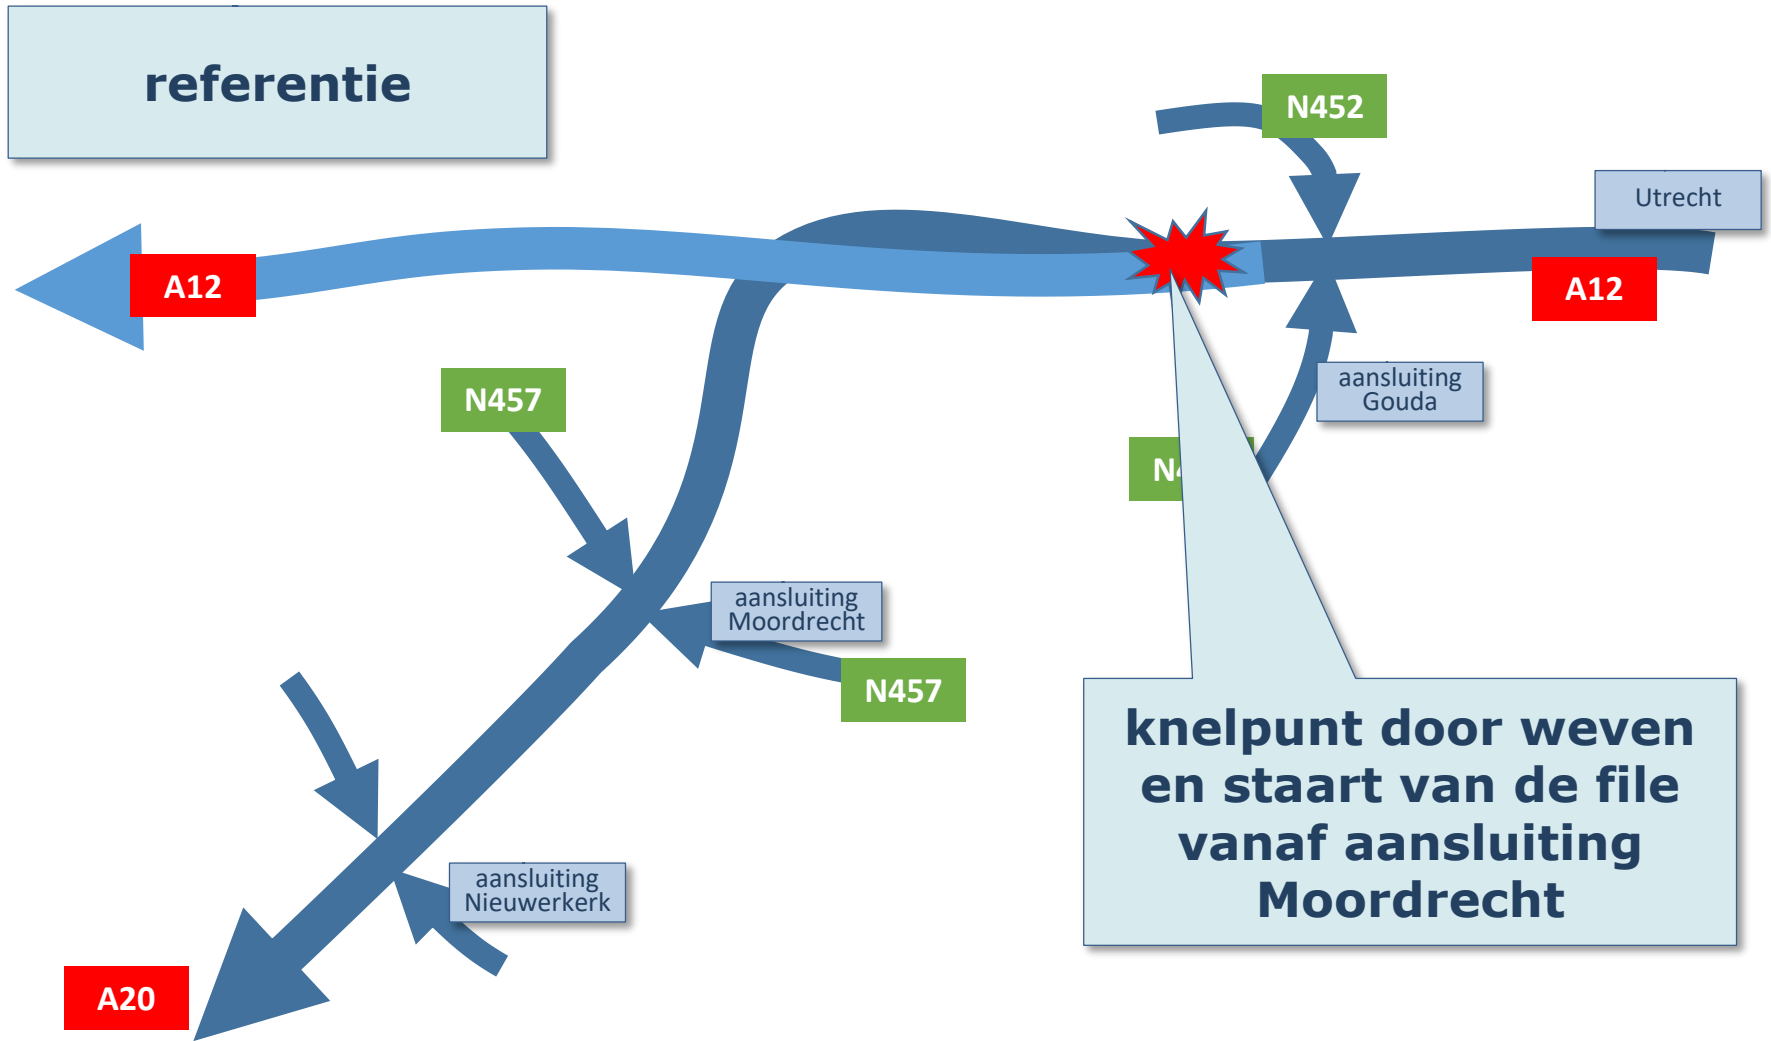 referentie
N452
Utrecht
A12
A12
aansluiting
Gouda
N457
N4
aansluiting
Moordrecht
N457
knelpunt door weven
en staart van de file
vanaf aansluiting
Moordrecht
aansluiting
Nieuwerkerk
A20